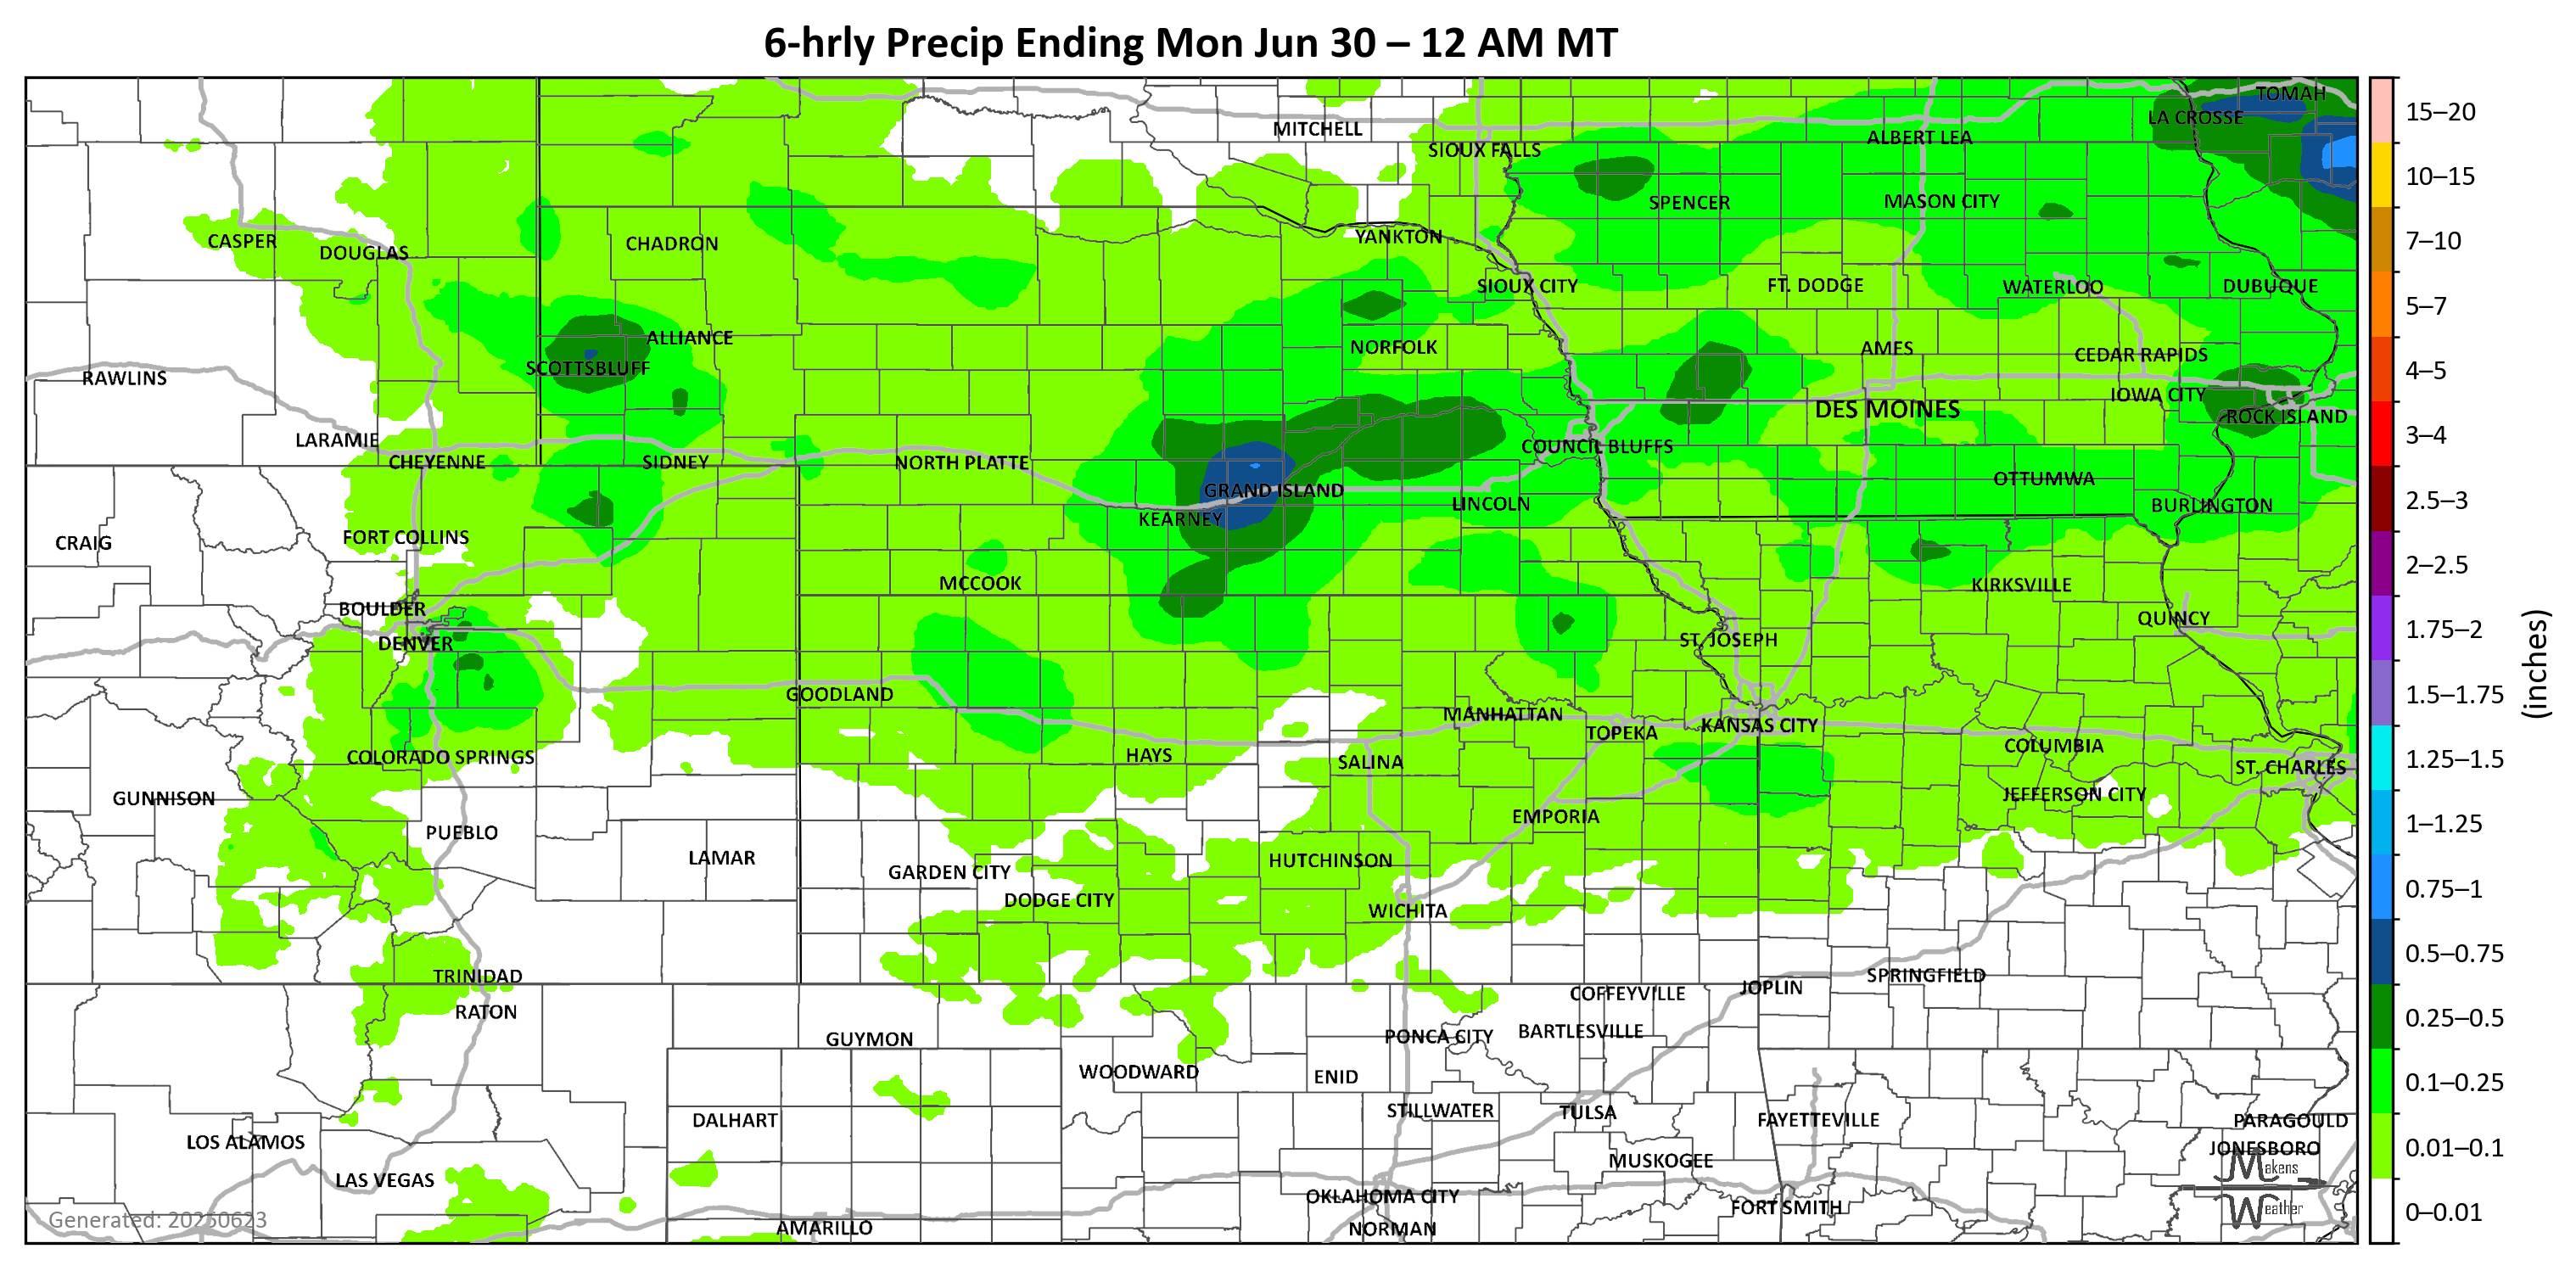 6-hrly Precip Ending Mon Jun 30 – 12 AM MT
TOMAH
LA CROSSE
MITCHELL
ALBERT LEA
SIOUX FALLS
SPENCER
MASON CITY
YANKTON
CASPER
CHADRON
DOUGLAS
SIOUX CITY
FT. DODGE
WATERLOO
DUBUQUE
ALLIANCE
NORFOLK
AMES
CEDAR RAPIDS
SCOTTSBLUFF
RAWLINS
IOWA CITY
DES MOINES
ROCK ISLAND
LARAMIE
COUNCIL BLUFFS
CHEYENNE
SIDNEY
NORTH PLATTE
OTTUMWA
GRAND ISLAND
LINCOLN
BURLINGTON
KEARNEY
FORT COLLINS
CRAIG
MCCOOK
KIRKSVILLE
BOULDER
QUINCY
DENVER
ST. JOSEPH
GOODLAND
MANHATTAN
KANSAS CITY
TOPEKA
COLUMBIA
COLORADO SPRINGS
HAYS
SALINA
ST. CHARLES
GUNNISON
JEFFERSON CITY
EMPORIA
PUEBLO
LAMAR
HUTCHINSON
GARDEN CITY
DODGE CITY
WICHITA
TRINIDAD
SPRINGFIELD
JOPLIN
COFFEYVILLE
RATON
BARTLESVILLE
PONCA CITY
GUYMON
WOODWARD
ENID
STILLWATER
TULSA
DALHART
FAYETTEVILLE
PARAGOULD
LOS ALAMOS
JONESBORO
MUSKOGEE
LAS VEGAS
OKLAHOMA CITY
FORT SMITH
AMARILLO
NORMAN
Generated: 20250623
Makens
Weather
15–20
10–15
7–10
5–7
4–5
3–4
2.5–3
2–2.5
1.75–2
1.5–1.75
1.25–1.5
1–1.25
0.75–1
0.5–0.75
0.25–0.5
0.1–0.25
0.01–0.1
0–0.01
(inches)